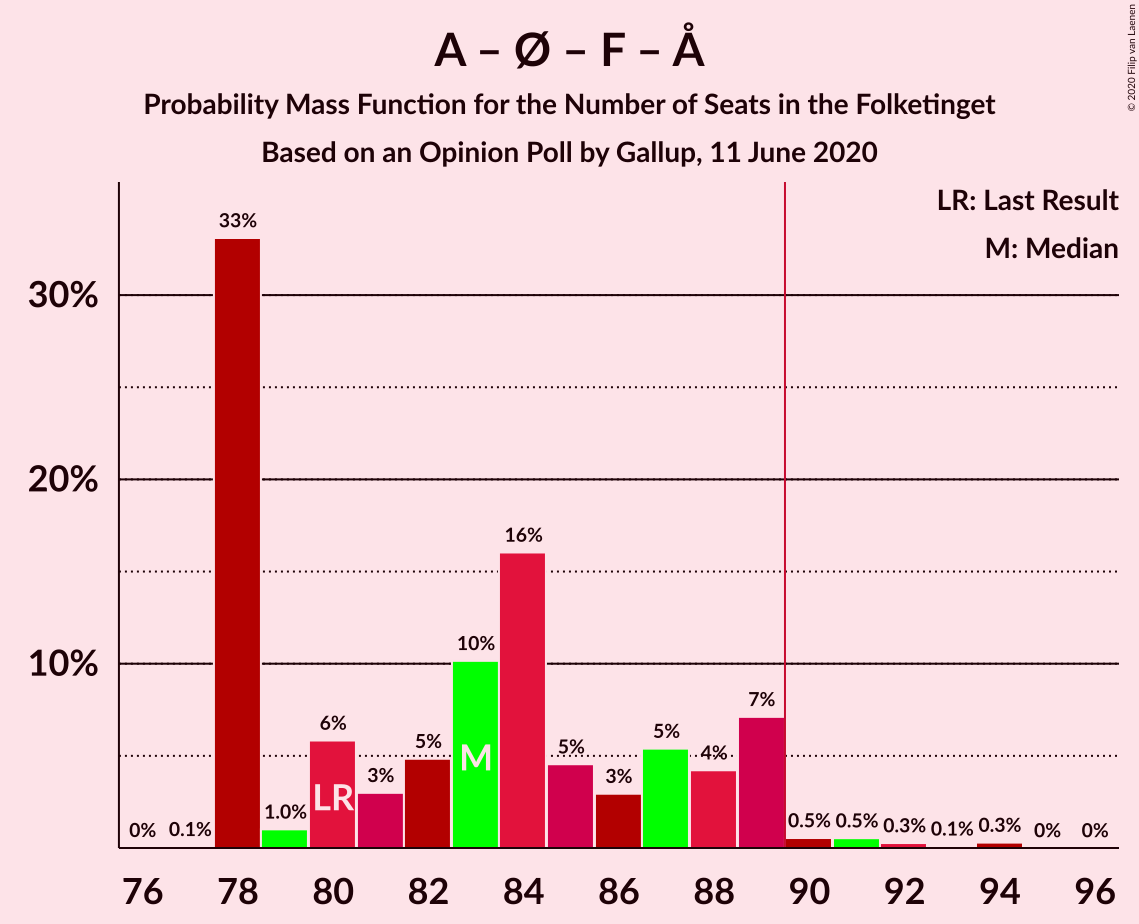 A – Ø – F – Å
Probability Mass Function for the Number of Seats in the Folketinget
Based on an Opinion Poll by Gallup, 11 June 2020
© 2020 Filip van Laenen
LR: Last Result
M: Median
30%
20%
10%
0%
0.1%
33%
1.0%
6%
3%
5%
10%
16%
5%
3%
5%
4%
7%
0.5%
0.5%
0.3%
0.1%
0.3%
0%
0%
LR
M
76 78 80 82 84 86 88 90 92 94 96